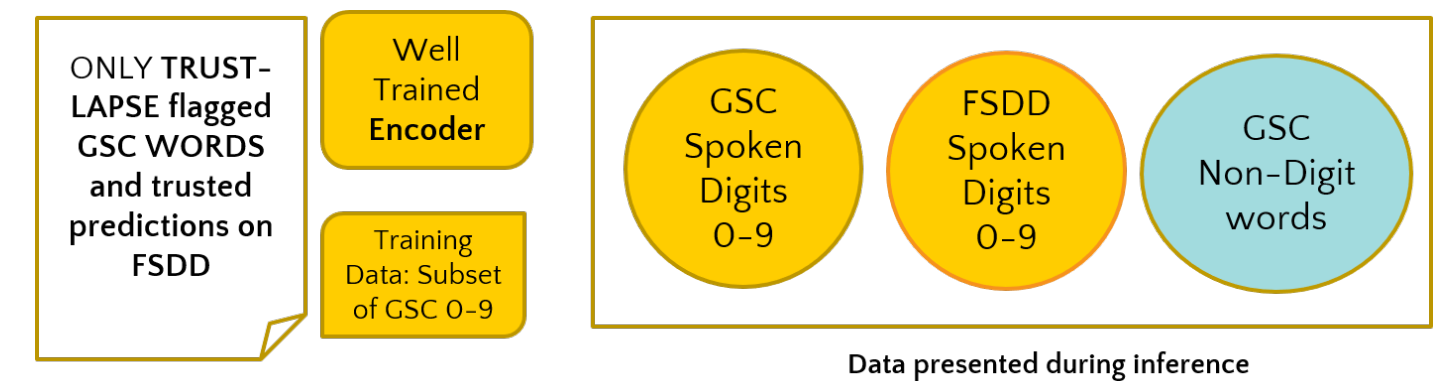 ONLY TRUST-
LAPSE flagged
GSC WORDS
and trusted
predictions on
FSDD
Well
Trained
Encoder
Training
Data: Subset
of GSC 0-9
GSC
Spoken
Digits
0-9
FSDD
Spoken
Digits
0-9
GSC
Non-Digit
words
Data presented during inference